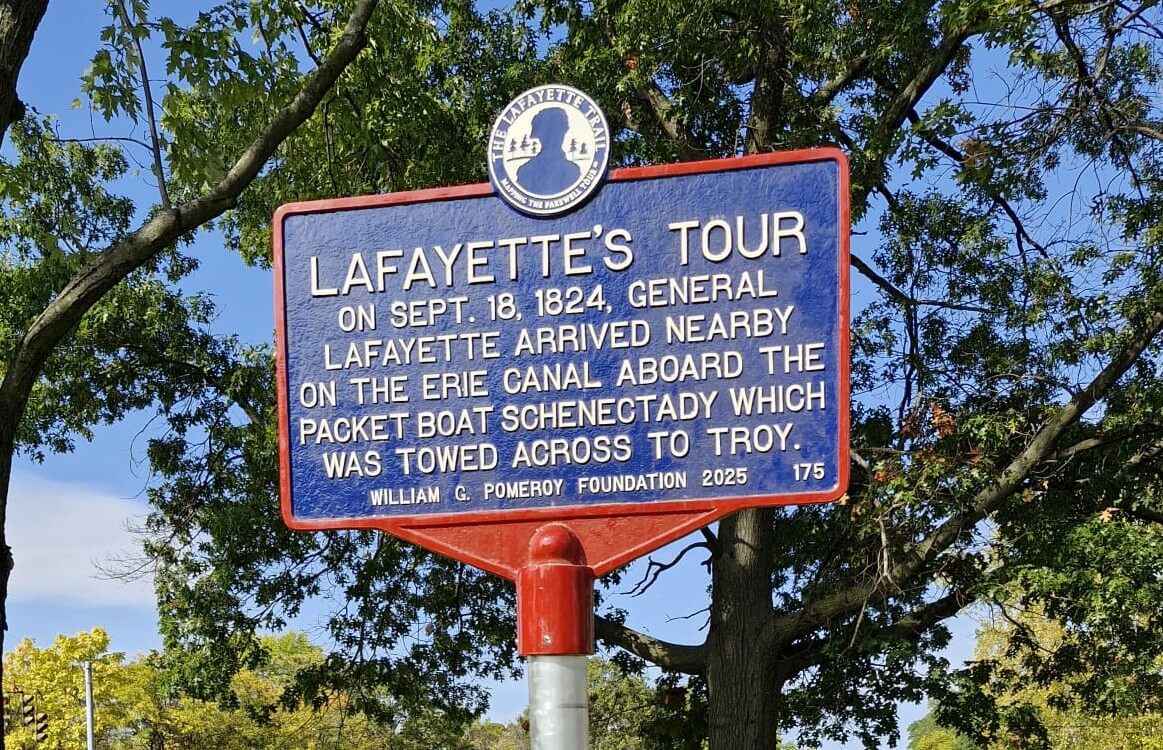 THE LAFAYETTE TRAIL
MAPPING THE FAREWELL TOUR
LAFAYETTE'S TOUR
ON SEPT. 18, 1824, GENERAL
LAFAYETTE ARRIVED NEARBY
ON THE ERIE CANAL ABOARD THE
PACKET BOAT SCHENECTADY WHICH
WAS TOWED ACROSS TO TROY.
WILLIAM G. POMEROY FOUNDATION 2025 175